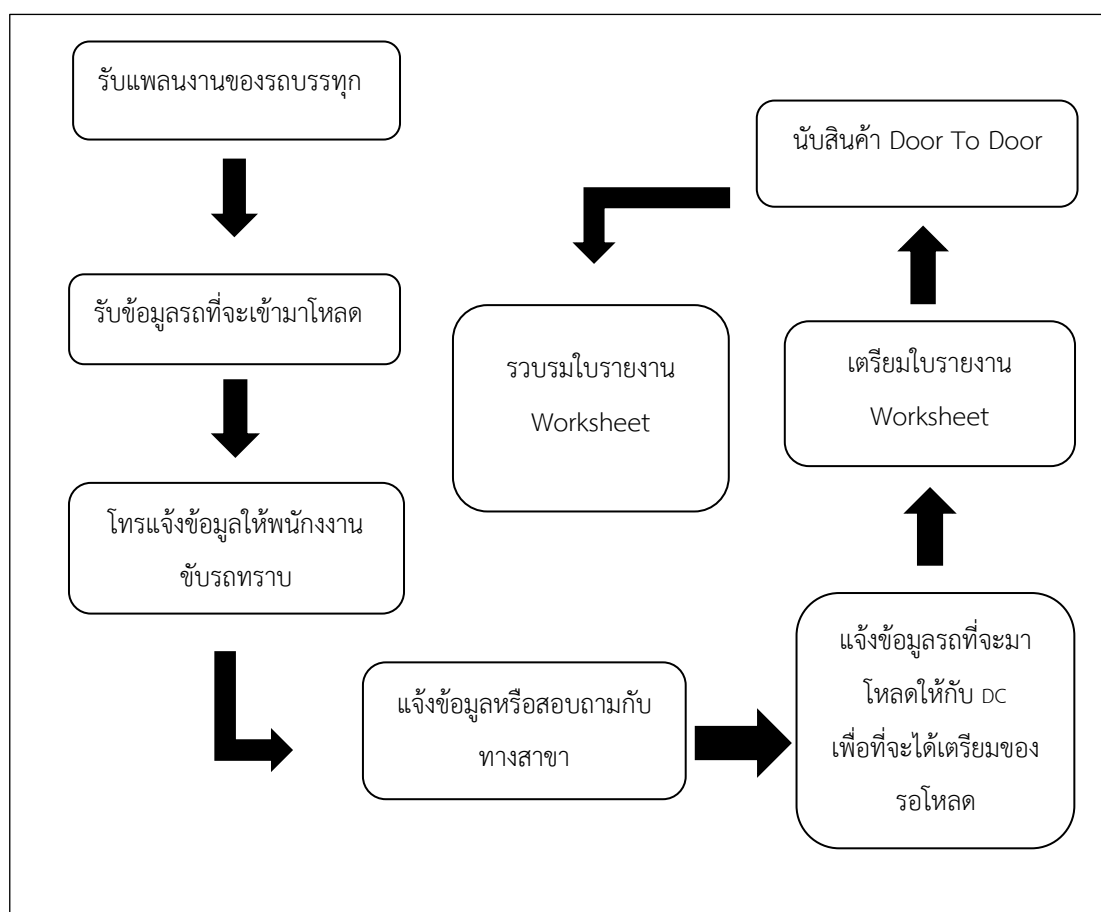 รับแพลนงานของรถบรรทุก
รับข้อมูลรถที่จะเข้ามาโหลด
โทรแจ้งข้อมูลให้พนักงงาน
ขับรถทราบ
แจ้งข้อมูลหรือสอบถามกับ
ทางสาขา
แจ้งข้อมูลรถที่จะมา
โหลดให้กับ DC
เพื่อที่จะได้เตรียมของ
รอโหลด
เตรียมใบรายงาน
Worksheet
นับสินค้า Door To Door
รวบรมใบรายงาน
Worksheet